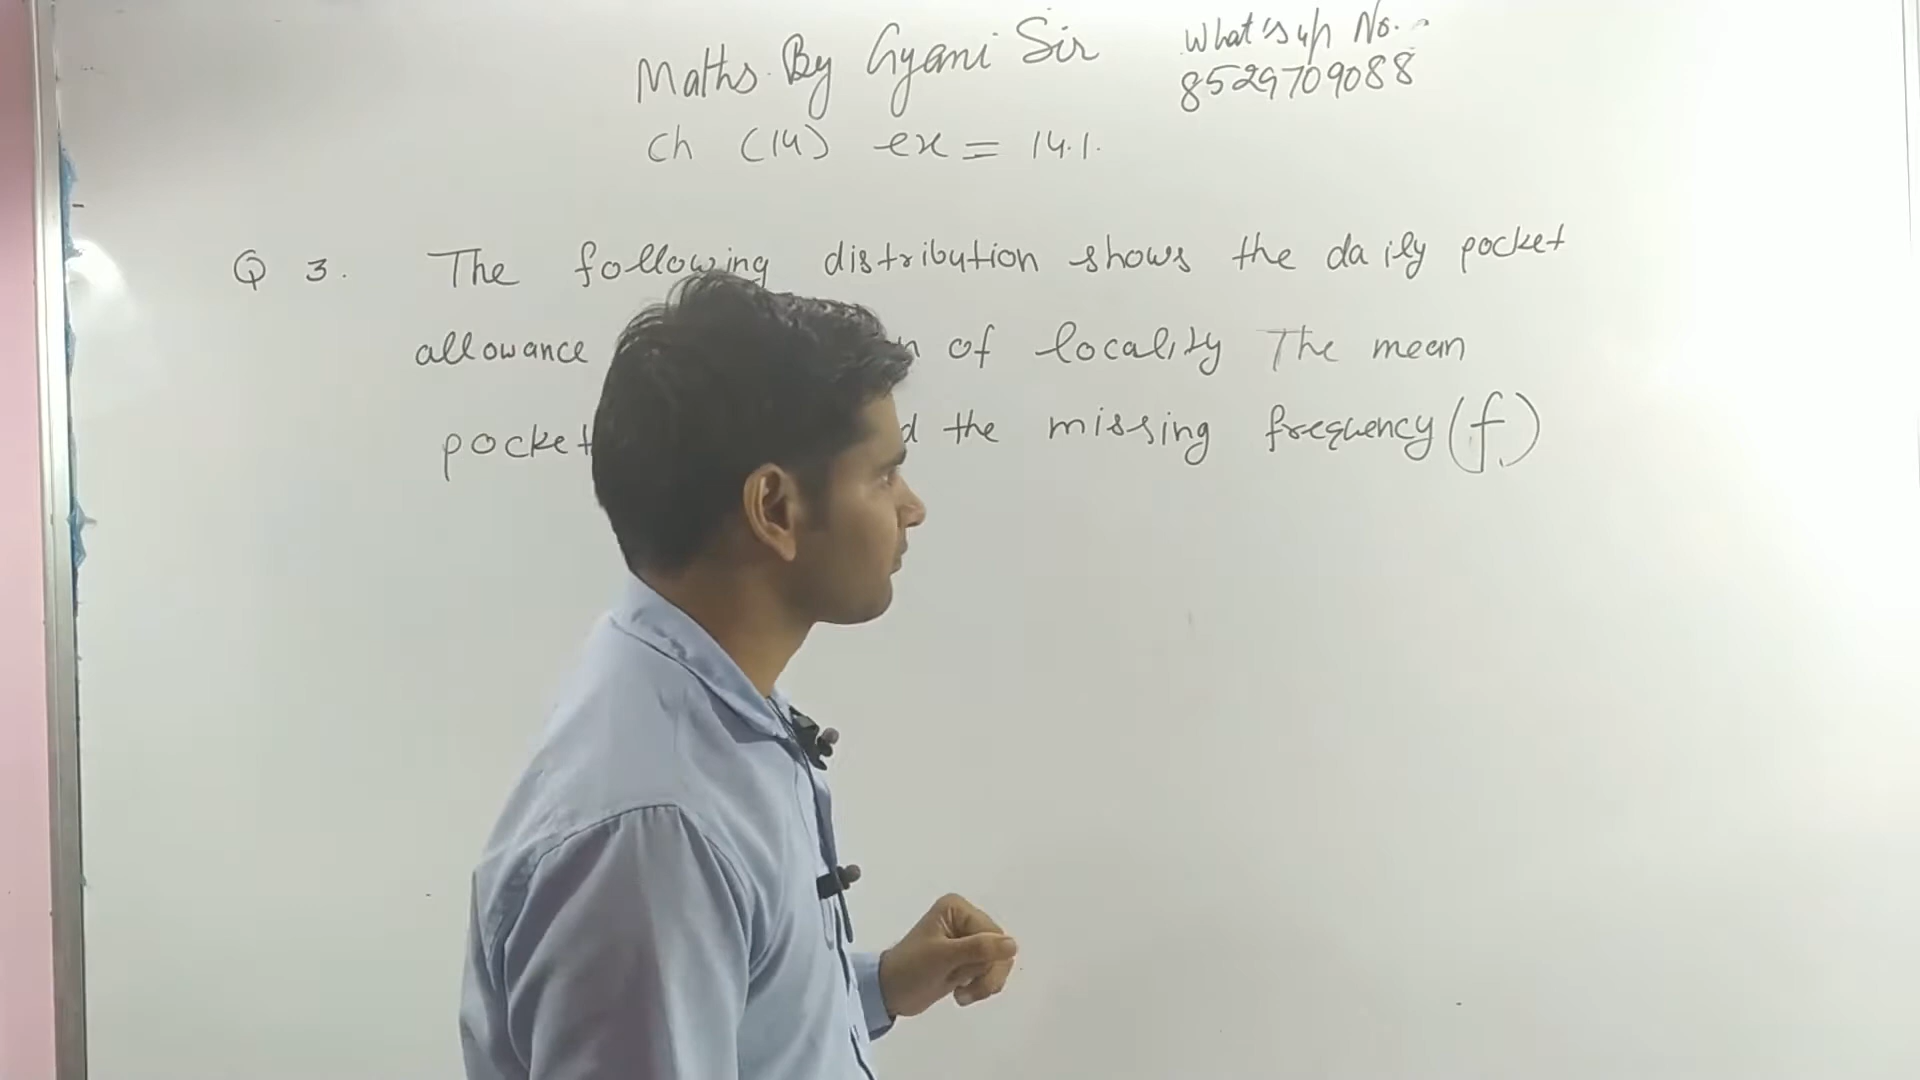 Maths By Gyani Sir
What's up No.
8529709088
Ch (14) ex = 14.1.
Q 3. The following distribution shows the daily pocket
allowance of locality The mean
pocket the missing frequency (f)